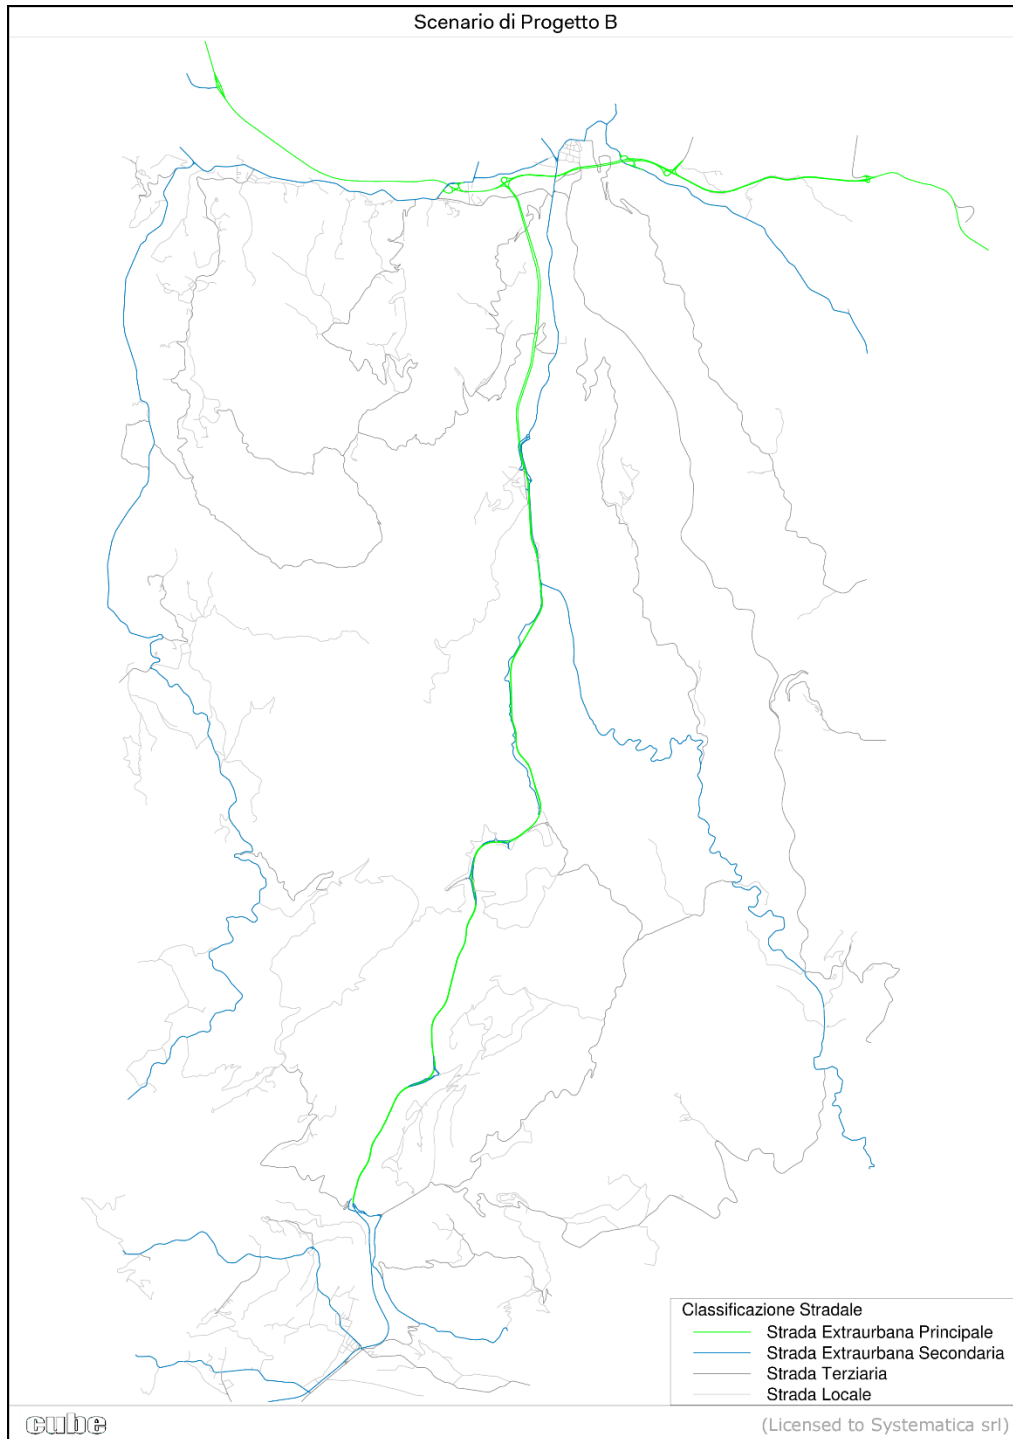 Scenario di Progetto B
Classificazione Stradale
Strada Extraurbana Principale
Strada Extraurbana Secondaria
Strada Terziaria
Strada Locale
cube
(Licensed to Systematica srl)